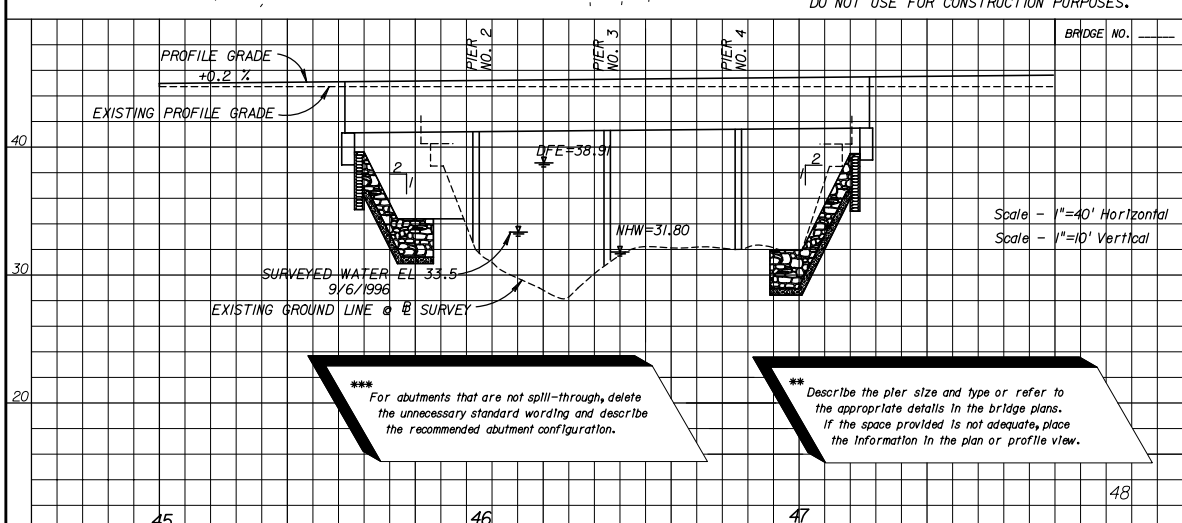 DO NOT USE FOR CONSTRUCTION PURPOSES.
BRIDGE NO. ______
PROFILE GRADE
+0.2 %
EXISTING PROFILE GRADE
PIER NO. 2
PIER NO. 3
PIER NO. 4
40
DFE=38.91
2
1
2
1
NHW=31.80
Scale - 1"=40' Horizontal
Scale - 1"=10' Vertical
30
SURVEYED WATER EL 33.5
9/6/1996
EXISTING GROUND LINE @ ℄ SURVEY
20
***
For abutments that are not spill-through, delete
the unnecessary standard wording and describe
the recommended abutment configuration.
**
Describe the pier size and type or refer to
the appropriate details in the bridge plans.
If the space provided is not adequate, place
the information in the plan or profile view.
45
46
47
48